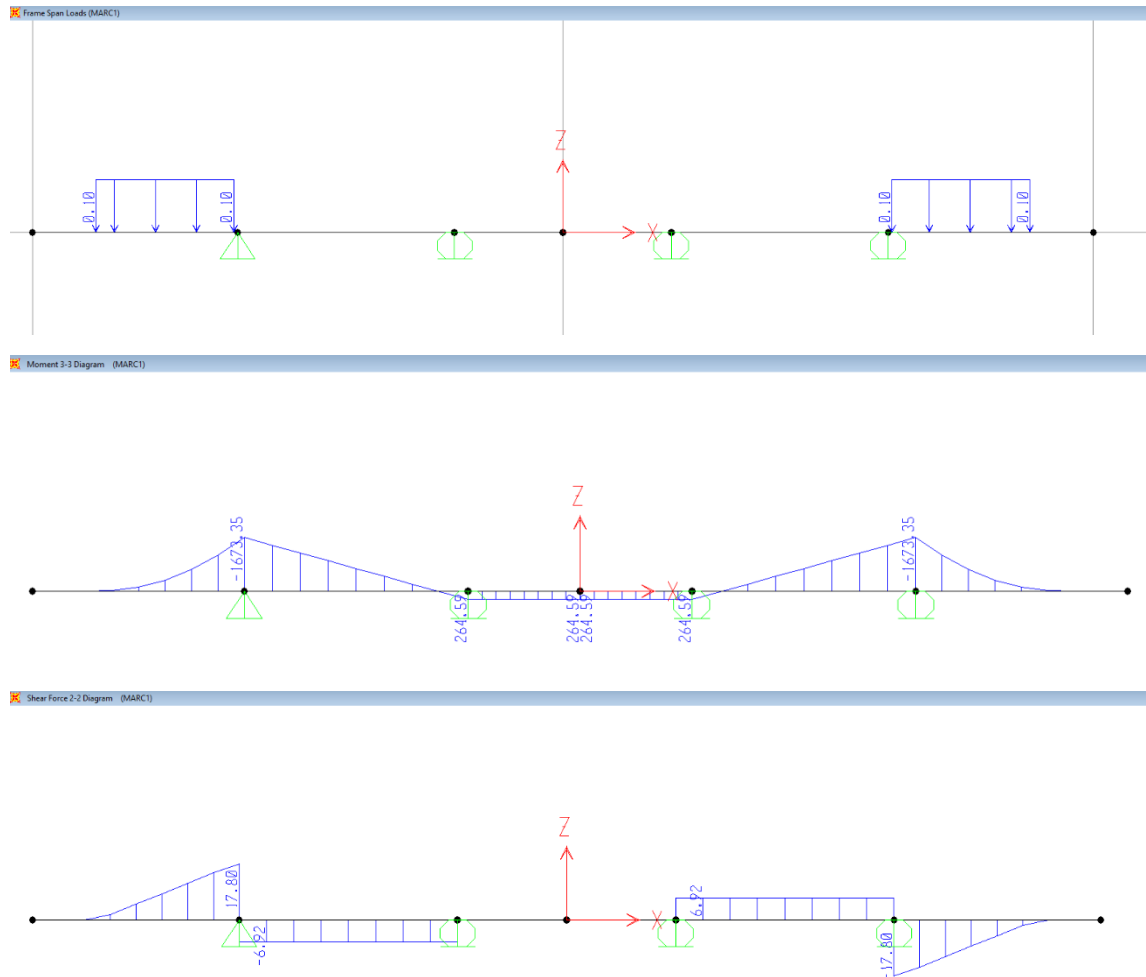 Frame Span Loads (MARC1)
Z
0.10
0.10
0.10
0.10
X
Moment 3-3 Diagram (MARC1)
Z
-1673.35
-1673.35
X
264.59
264.59
264.59
264.59
Shear Force 2-2 Diagram (MARC1)
Z
17.80
6.92
X
-6.92
-17.80